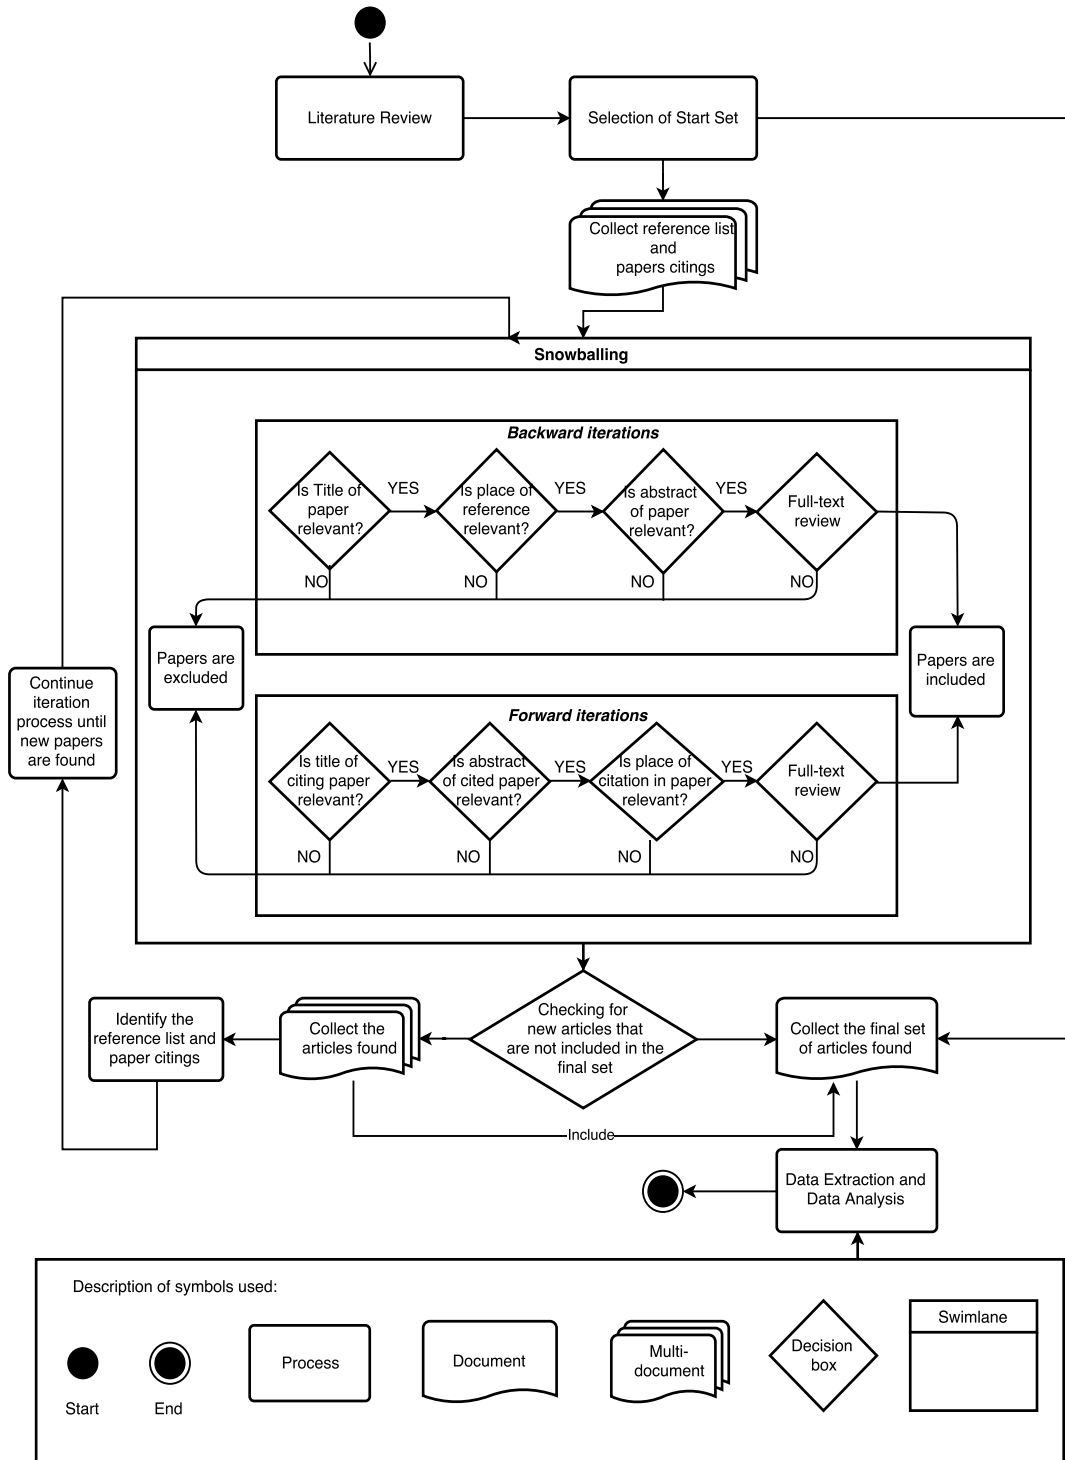 Literature Review
Selection of Start Set
Collect reference list
and
papers citings
Snowballing
Backward iterations
Is Title of
paper
relevant?
YES
Is place of
reference
relevant?
YES
Is abstract
of paper
relevant?
YES
Full-text
review
NO
NO
NO
NO
Papers are
excluded
Papers are
included
Continue
iteration
process until
new papers
are found
Forward iterations
Is title of
citing paper
relevant?
YES
Is abstract
of cited paper
relevant?
YES
Is place of
citation in paper
relevant?
YES
Full-text
review
NO
NO
NO
NO
Identify the
reference list and
paper citings
Collect the
articles found
Checking for
new articles that
are not included in the
final set
Collect the final set
of articles found
Include
Data Extraction and
Data Analysis
Description of symbols used:
Start
End
Process
Document
Multi-
document
Decision
box
Swimlane